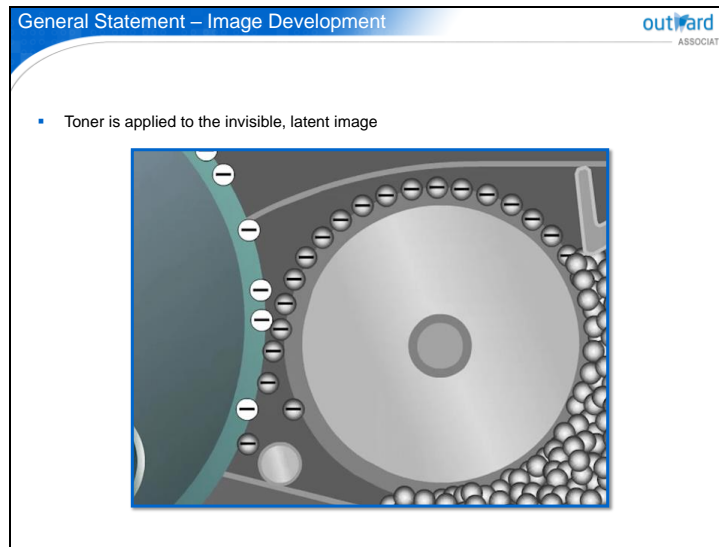 General Statement – Image Development
outward
ASSOCIAT
Toner is applied to the invisible, latent image